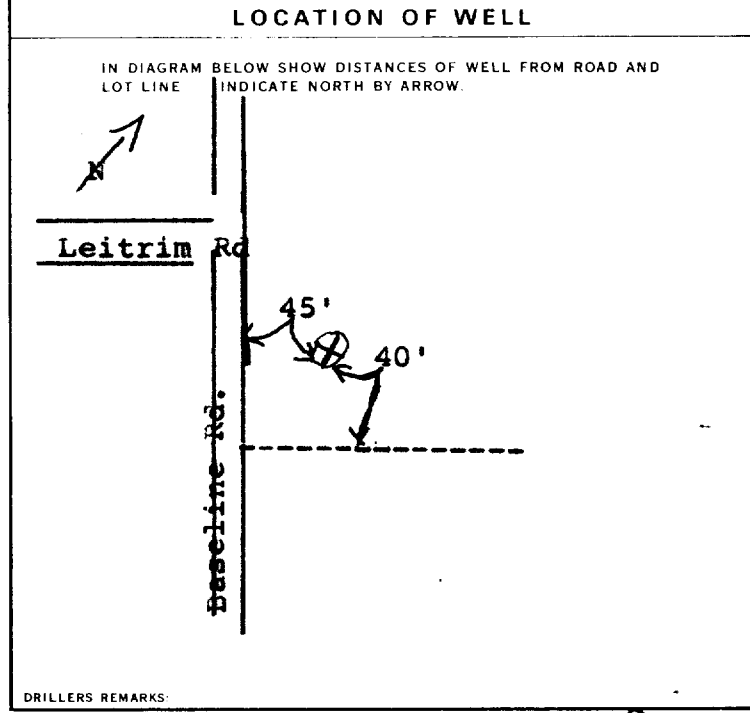 LOCATION OF WELL
IN DIAGRAM BELOW SHOW DISTANCES OF WELL FROM ROAD AND
LOT LINE INDICATE NORTH BY ARROW.
N
Leitrim Rd
45'
40'
Baseline Rd.
DRILLERS REMARKS: